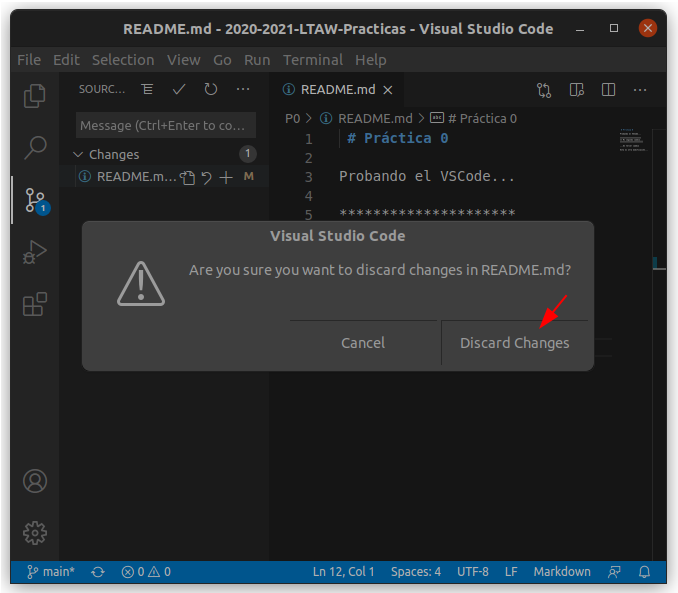 README.md - 2020-2021-LTAW-Practicas - Visual Studio Code
File Edit Selection View Go Run Terminal Help
SOURC...
README.md
Message (Ctrl+Enter to co...
P0 > README.md > abc # Práctica 0
Changes 1
README.m... M
1 # Práctica 0
2
3 Probando el VSCode...
4
5 *********************
1
Visual Studio Code
Are you sure you want to discard changes in README.md?
Cancel
Discard Changes
main* 0 0 Ln 12, Col 1 Spaces: 4 UTF-8 LF Markdown